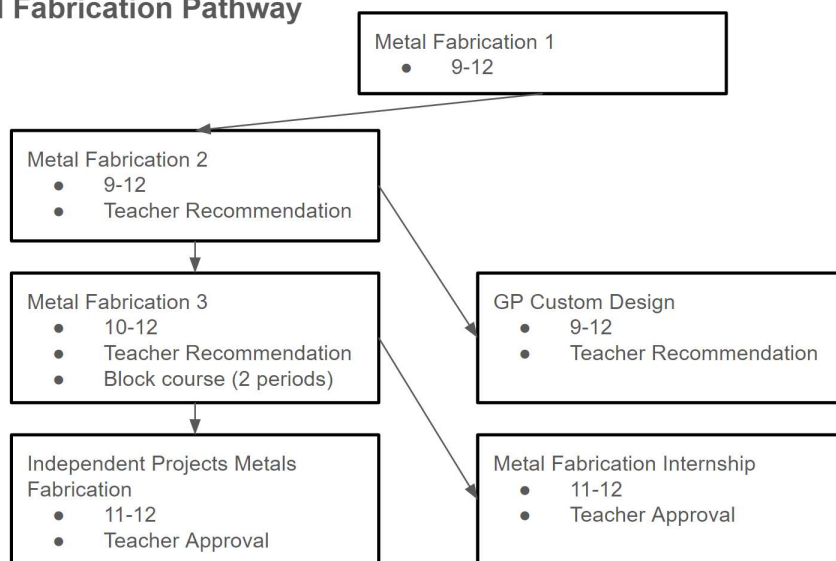 Fabrication Pathway
Metal Fabrication 1
● 9-12
Metal Fabrication 2
● 9-12
● Teacher Recommendation
Metal Fabrication 3
● 10-12
● Teacher Recommendation
● Block course (2 periods)
GP Custom Design
● 9-12
● Teacher Recommendation
Independent Projects Metals
Fabrication
● 11-12
● Teacher Approval
Metal Fabrication Internship
● 11-12
● Teacher Approval